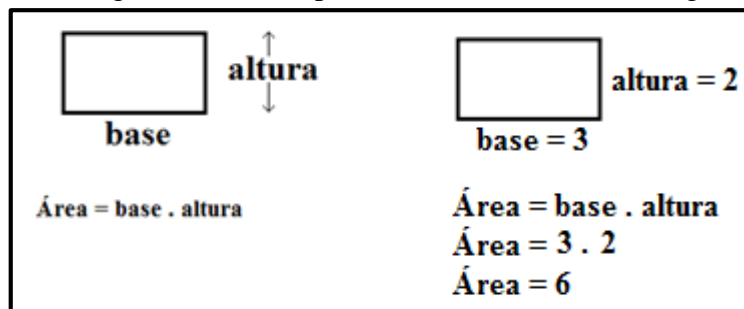 altura
base
Área = base . altura
altura = 2
base = 3
Área = base . altura
Área = 3 . 2
Área = 6